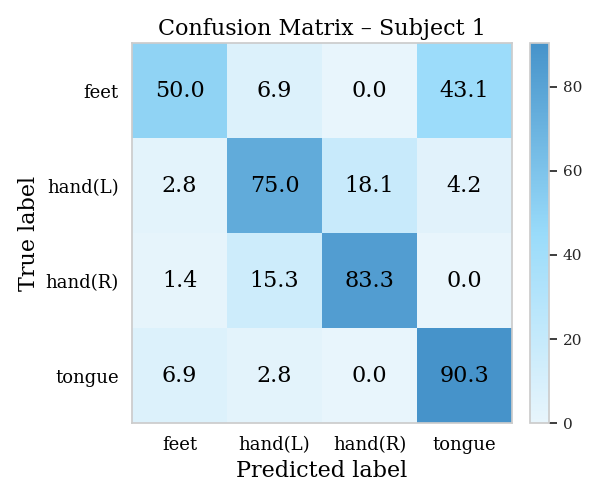 Confusion Matrix – Subject 1
True label
feet 50.0 6.9 0.0 43.1
hand(L) 2.8 75.0 18.1 4.2
hand(R) 1.4 15.3 83.3 0.0
tongue 6.9 2.8 0.0 90.3
feet hand(L) hand(R) tongue
Predicted label
80
60
40
20
0